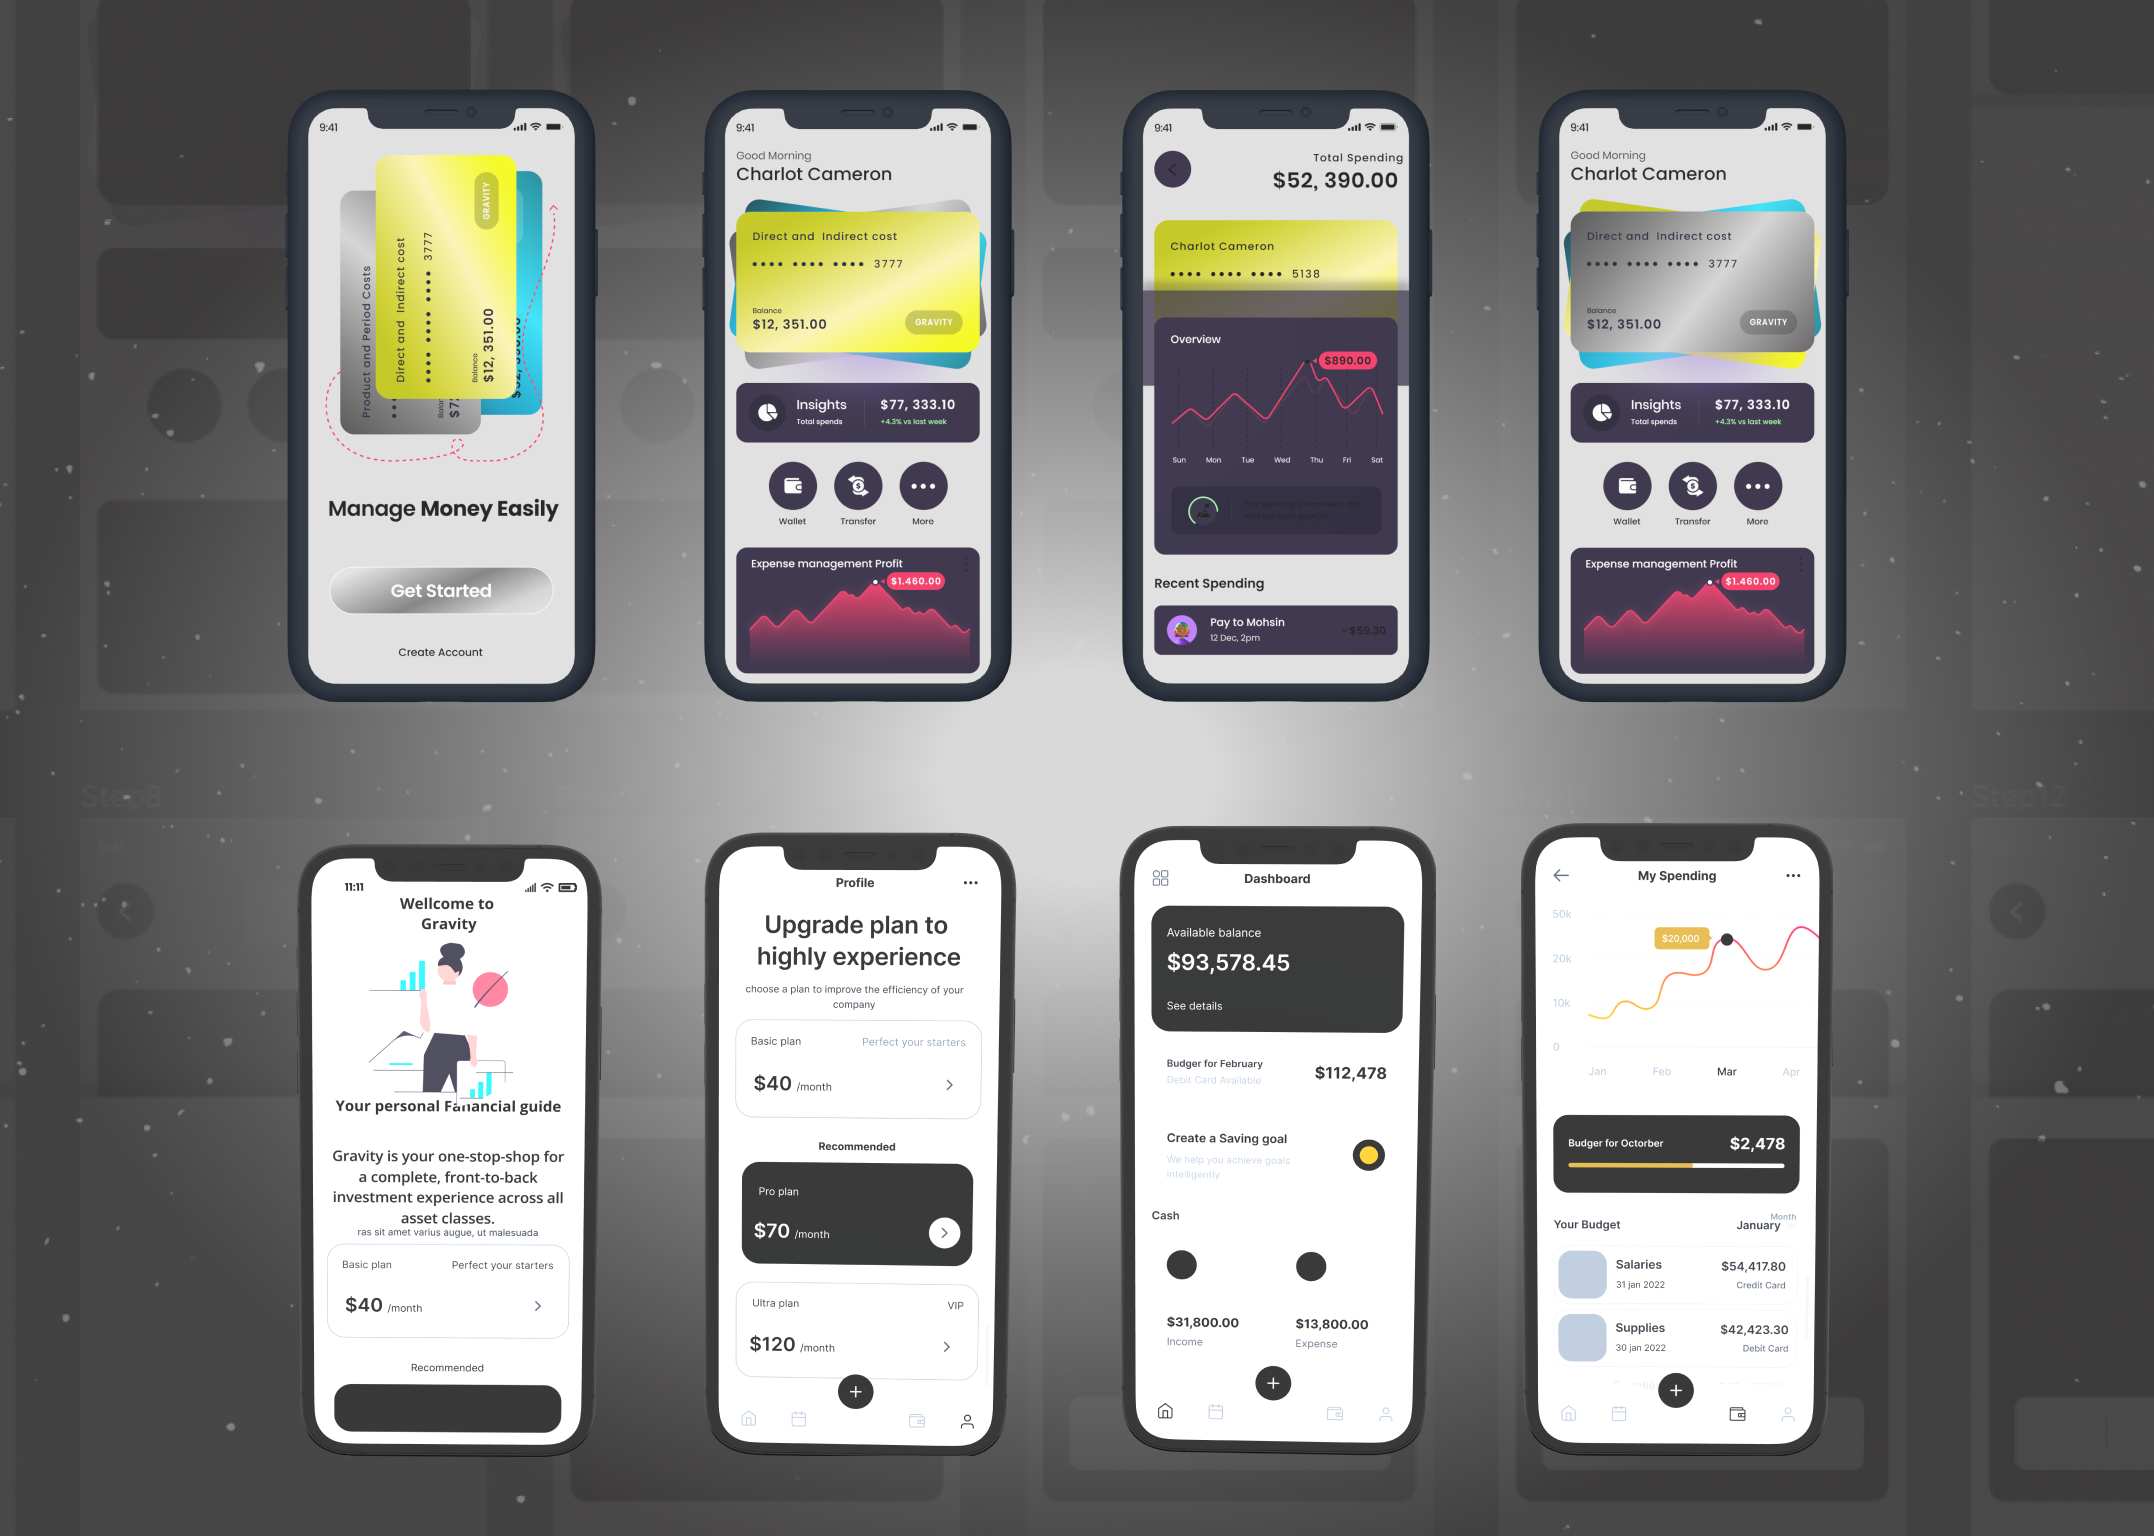 9:41
GRAVITY
Product and Period Costs
Direct and Indirect cost
•••• •••• •••• 3777
Balance
$12, 351.00
Manage Money Easily
Get Started
Create Account
9:41
Good Morning
Charlot Cameron
Direct and Indirect cost
•••• •••• •••• 3777
Balance
$12, 351.00
GRAVITY
Insights
$77, 333.10
Total spends
+4.3% vs last week
Wallet
Transfer
More
Expense management Profit
$1.460.00
9:41
Total Spending
$52, 390.00
Charlot Cameron
•••• •••• •••• 5138
Overview
$890.00
Sun Mon Tue Wed Thu Fri Sat
Recent Spending
Pay to Mohsin
12 Dec, 2pm
- $59.30
9:41
Good Morning
Charlot Cameron
Direct and Indirect cost
•••• •••• •••• 3777
Balance
$12, 351.00
GRAVITY
Insights
$77, 333.10
Total spends
+4.3% vs last week
Wallet
Transfer
More
Expense management Profit
$1.460.00
Step8
Step12
11:11
Wellcome to
Gravity
Your personal Fanancial guide
Gravity is your one-stop-shop for
a complete, front-to-back
investment experience across all
asset classes.
ras sit amet varius augue, ut malesuada
Basic plan
Perfect your starters
$40 /month
Recommended
Profile
Upgrade plan to
highly experience
choose a plan to improve the efficiency of your
company
Basic plan
Perfect your starters
$40 /month
Recommended
Pro plan
$70 /month
Ultra plan
VIP
$120 /month
Dashboard
Available balance
$93,578.45
See details
Budger for February
Debit Card Available
$112,478
Create a Saving goal
We help you achieve goals
intelligently
Cash
$31,800.00
Income
$13,800.00
Expense
My Spending
50k
$20,000
20k
10k
0
Jan Feb Mar Apr
Budger for Octorber
$2,478
Your Budget
Month
January
Salaries
$54,417.80
31 jan 2022
Credit Card
Supplies
$42,423.30
30 jan 2022
Debit Card